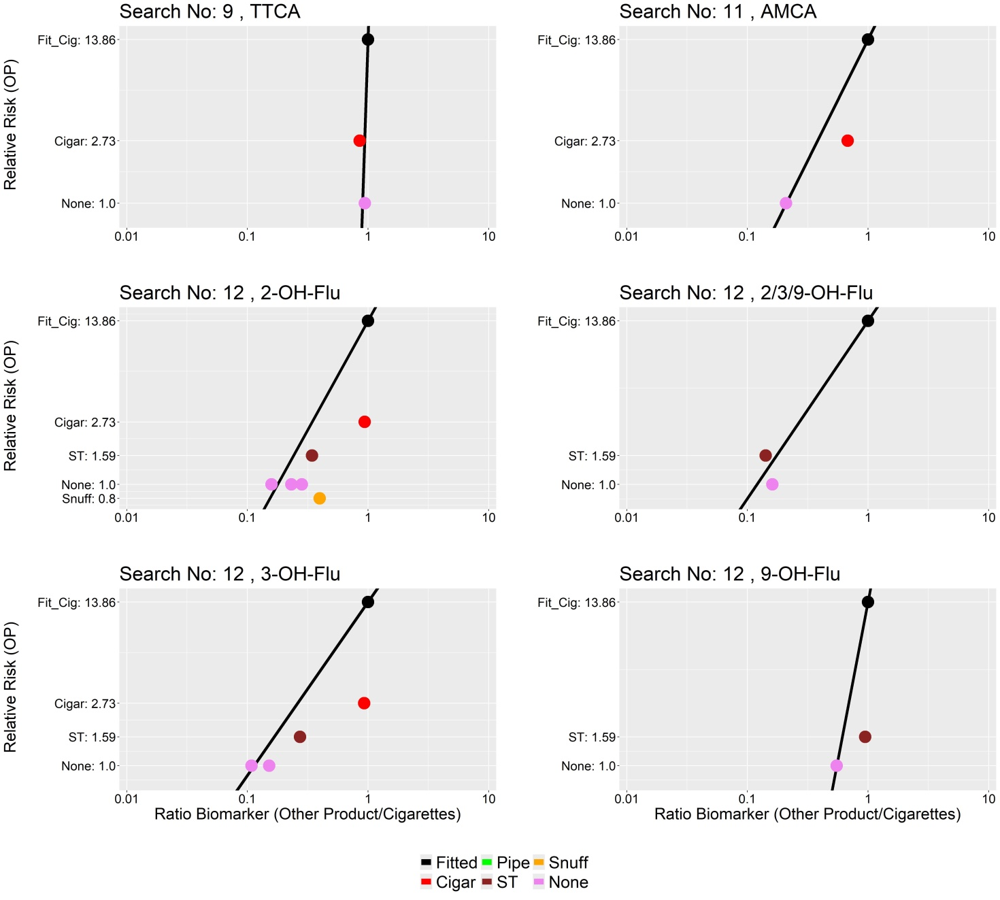 Search No: 9 , TTCA
Relative Risk (OP)
Fit_Cig: 13.86
Cigar: 2.73
None: 1.0
0.01 0.1 1 10
Search No: 11 , AMCA
Fit_Cig: 13.86
Cigar: 2.73
None: 1.0
0.01 0.1 1 10
Search No: 12 , 2-OH-Flu
Relative Risk (OP)
Fit_Cig: 13.86
Cigar: 2.73
ST: 1.59
None: 1.0
Snuff: 0.8
0.01 0.1 1 10
Search No: 12 , 2/3/9-OH-Flu
Fit_Cig: 13.86
ST: 1.59
None: 1.0
0.01 0.1 1 10
Search No: 12 , 3-OH-Flu
Relative Risk (OP)
Fit_Cig: 13.86
Cigar: 2.73
ST: 1.59
None: 1.0
0.01 0.1 1 10
Ratio Biomarker (Other Product/Cigarettes)
Search No: 12 , 9-OH-Flu
Fit_Cig: 13.86
ST: 1.59
None: 1.0
0.01 0.1 1 10
Ratio Biomarker (Other Product/Cigarettes)
Fitted Pipe Snuff
Cigar ST None